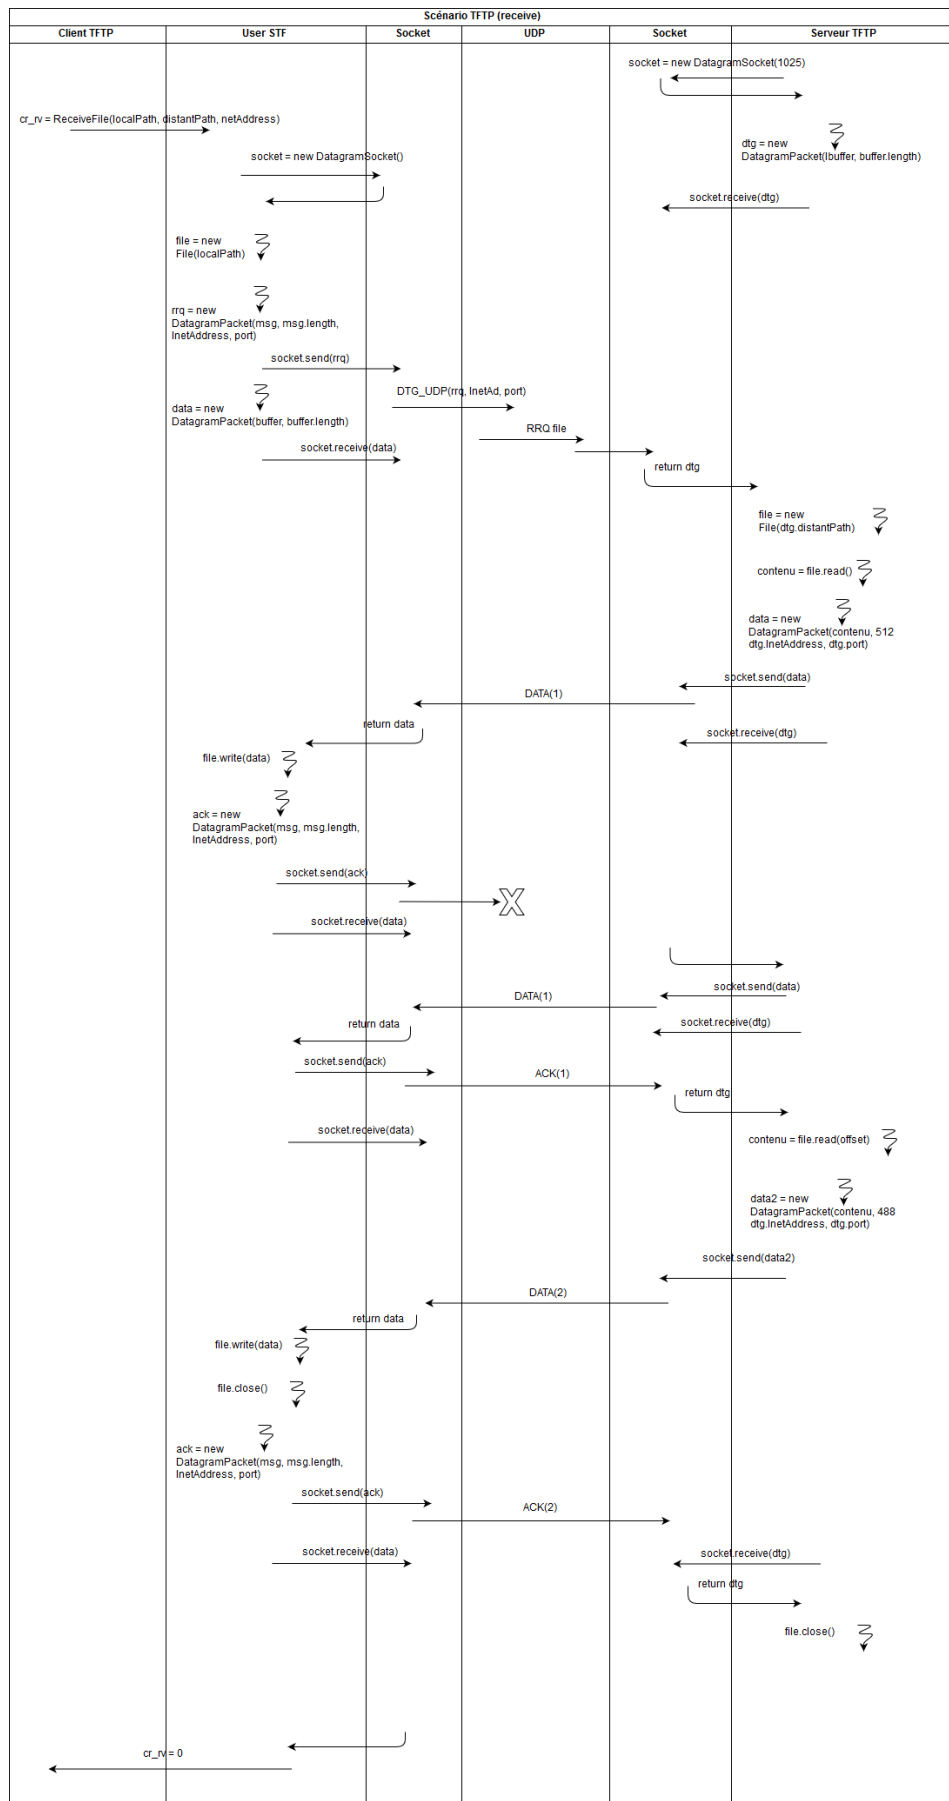 Scénario TFTP (receive)
Client TFTP
User STF
Socket
UDP
Socket
Serveur TFTP
socket = new DatagramSocket(1025)
cr_rv = ReceiveFile(localPath, distantPath, netAddress)
dtg = new
DatagramPacket(lbuffer, buffer.length)
socket = new DatagramSocket()
socket.receive(dtg)
file = new
File(localPath)
rrq = new
DatagramPacket(msg, msg.length,
InetAddress, port)
socket.send(rrq)
DTG_UDP(rrq, InetAd, port)
data = new
DatagramPacket(buffer, buffer.length)
RRQ file
socket.receive(data)
return dtg
file = new
File(dtg.distantPath)
contenu = file.read()
data = new
DatagramPacket(contenu, 512
dtg.InetAddress, dtg.port)
socket.send(data)
DATA(1)
return data
socket.receive(dtg)
file.write(data)
ack = new
DatagramPacket(msg, msg.length,
InetAddress, port)
socket.send(ack)
X
socket.receive(data)
socket.send(data)
DATA(1)
return data
socket.receive(dtg)
socket.send(ack)
ACK(1)
return dtg
socket.receive(data)
contenu = file.read(offset)
data2 = new
DatagramPacket(contenu, 488
dtg.InetAddress, dtg.port)
socket.send(data2)
DATA(2)
return data
file.write(data)
file.close()
ack = new
DatagramPacket(msg, msg.length,
InetAddress, port)
socket.send(ack)
ACK(2)
socket.receive(data)
socket.receive(dtg)
return dtg
file.close()
cr_rv = 0